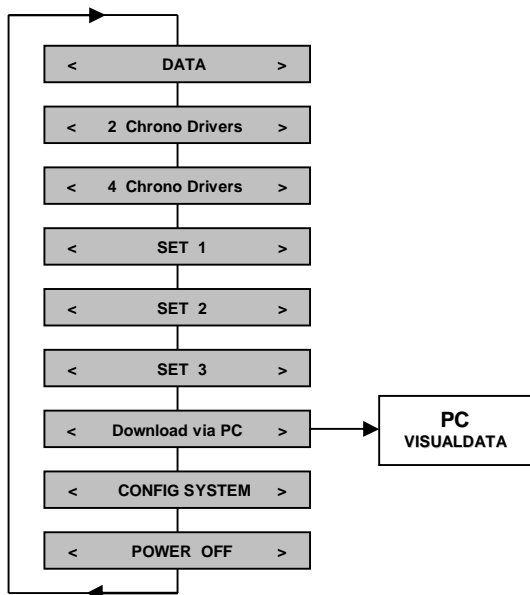 < DATA >
< 2 Chrono Drivers >
< 4 Chrono Drivers >
< SET 1 >
< SET 2 >
< SET 3 >
< Download via PC >
PC
VISUALDATA
< CONFIG SYSTEM >
< POWER OFF >